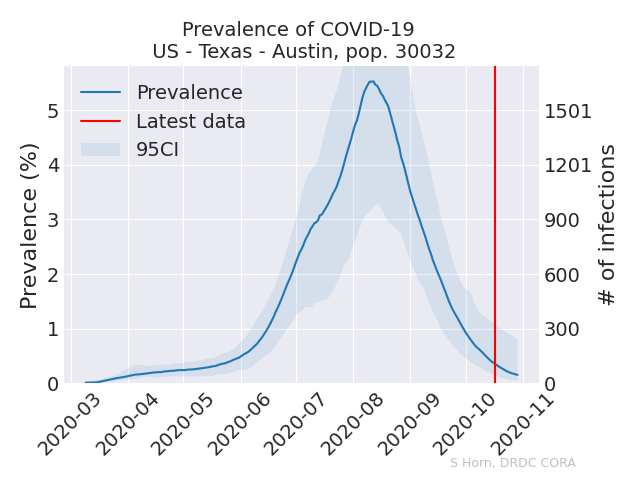 Prevalence of COVID-19
US - Texas - Austin, pop. 30032
Prevalence
Latest data
95CI
Prevalence (%)
5
4
3
2
1
0
1501
1201
900
600
300
0
# of infections
2020-03
2020-04
2020-05
2020-06
2020-07
2020-08
2020-09
2020-10
2020-11
S Horn, DRDC CORA